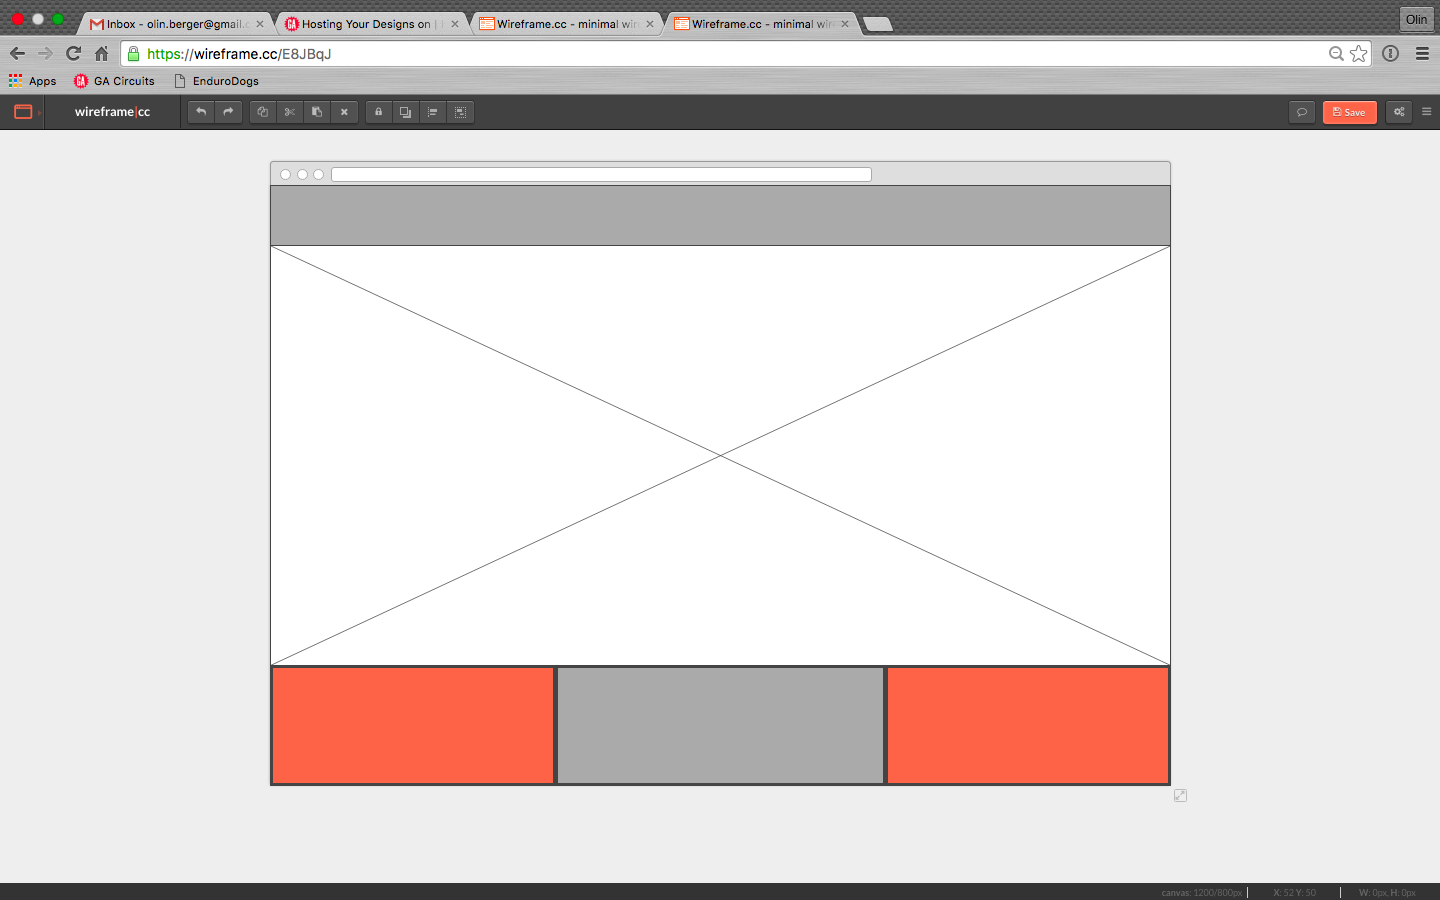 Inbox - olin.berger@gmail.c
Hosting Your Designs on |
Wireframe.cc - minimal wir
Wireframe.cc - minimal wir
Olin
https://wireframe.cc/E8JBqJ
Apps
GA Circuits
EnduroDogs
wireframe|cc
Save
canvas: 1200/800px
X: 52 Y: 50
W: 0px, H: 0px